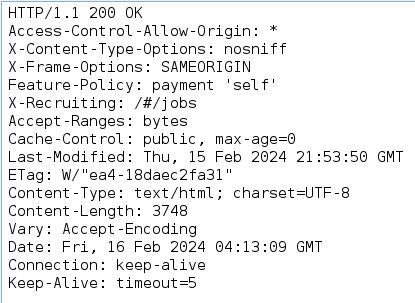 HTTP/1.1 200 OK
Access-Control-Allow-Origin: *
X-Content-Type-Options: nosniff
X-Frame-Options: SAMEORIGIN
Feature-Policy: payment 'self'
X-Recruiting: /#/jobs
Accept-Ranges: bytes
Cache-Control: public, max-age=0
Last-Modified: Thu, 15 Feb 2024 21:53:50 GMT
ETag: W/"ea4-18daec2fa31"
Content-Type: text/html; charset=UTF-8
Content-Length: 3748
Vary: Accept-Encoding
Date: Fri, 16 Feb 2024 04:13:09 GMT
Connection: keep-alive
Keep-Alive: timeout=5